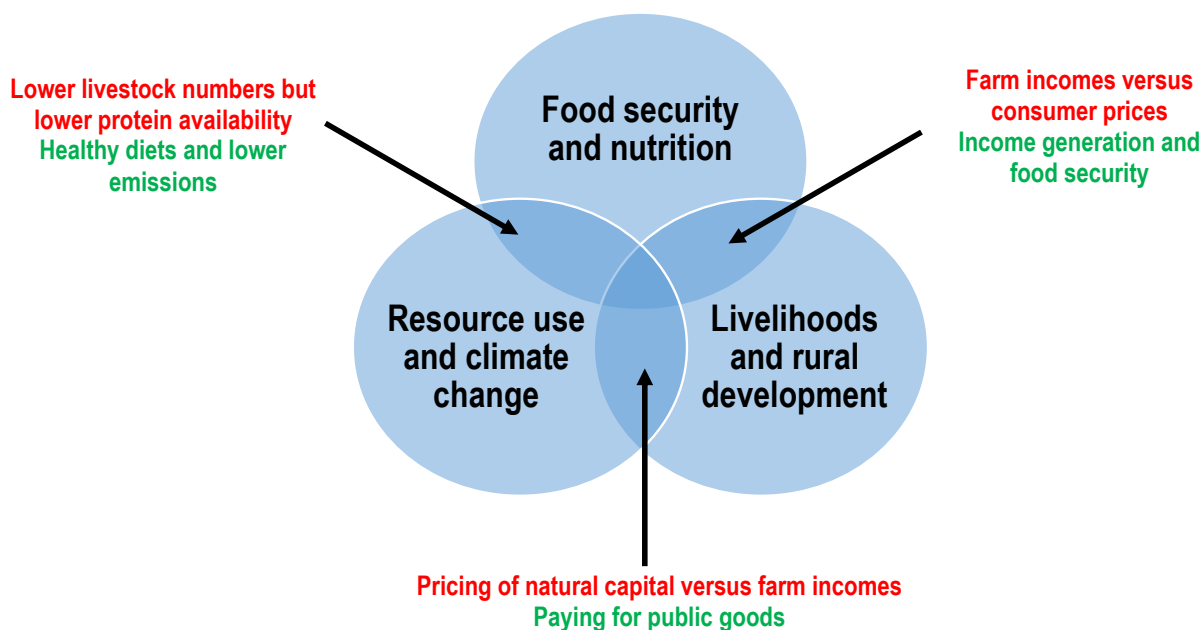 Lower livestock numbers but
lower protein availability
Healthy diets and lower
emissions
Food security
and nutrition
Farm incomes versus
consumer prices
Income generation and
food security
Resource use
and climate
change
Livelihoods
and rural
development
Pricing of natural capital versus farm incomes
Paying for public goods